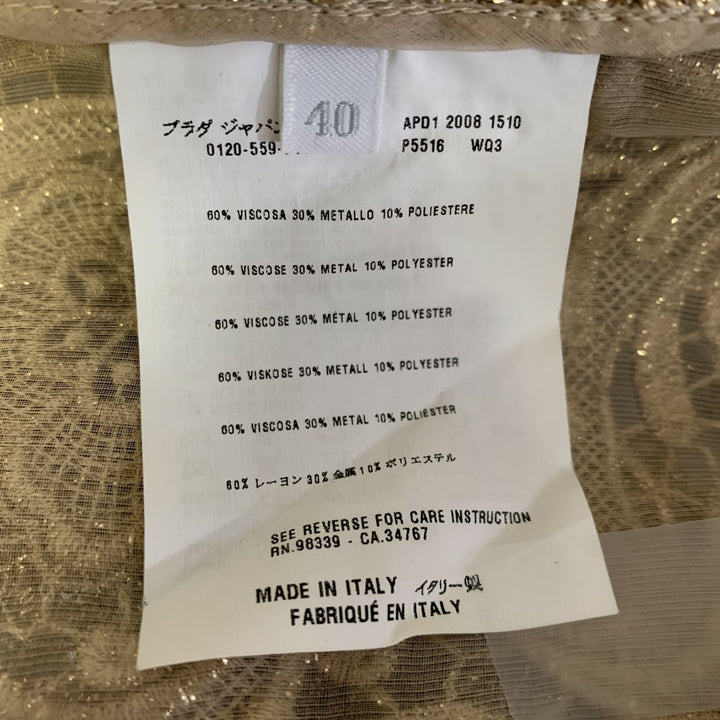 プラダ ジャパン
40
APD1 2008 1510
0120-559-
P5516 WQ3
60% VISCOSA 30% METALLO 10% POLIESTERE
60% VISCOSE 30% METAL 10% POLYESTER
60% VISCOSE 30% MÉTAL 10% POLYESTER
60% VISKOSE 30% METALL 10% POLYESTER
60% VISCOSA 30% METAL 10% POLIÉSTER
60% レーヨン 30% 金属 10% ポリエステル
SEE REVERSE FOR CARE INSTRUCTION
RN.98339 - CA.34767
MADE IN ITALY イタリー製
FABRIQUÉ EN ITALY